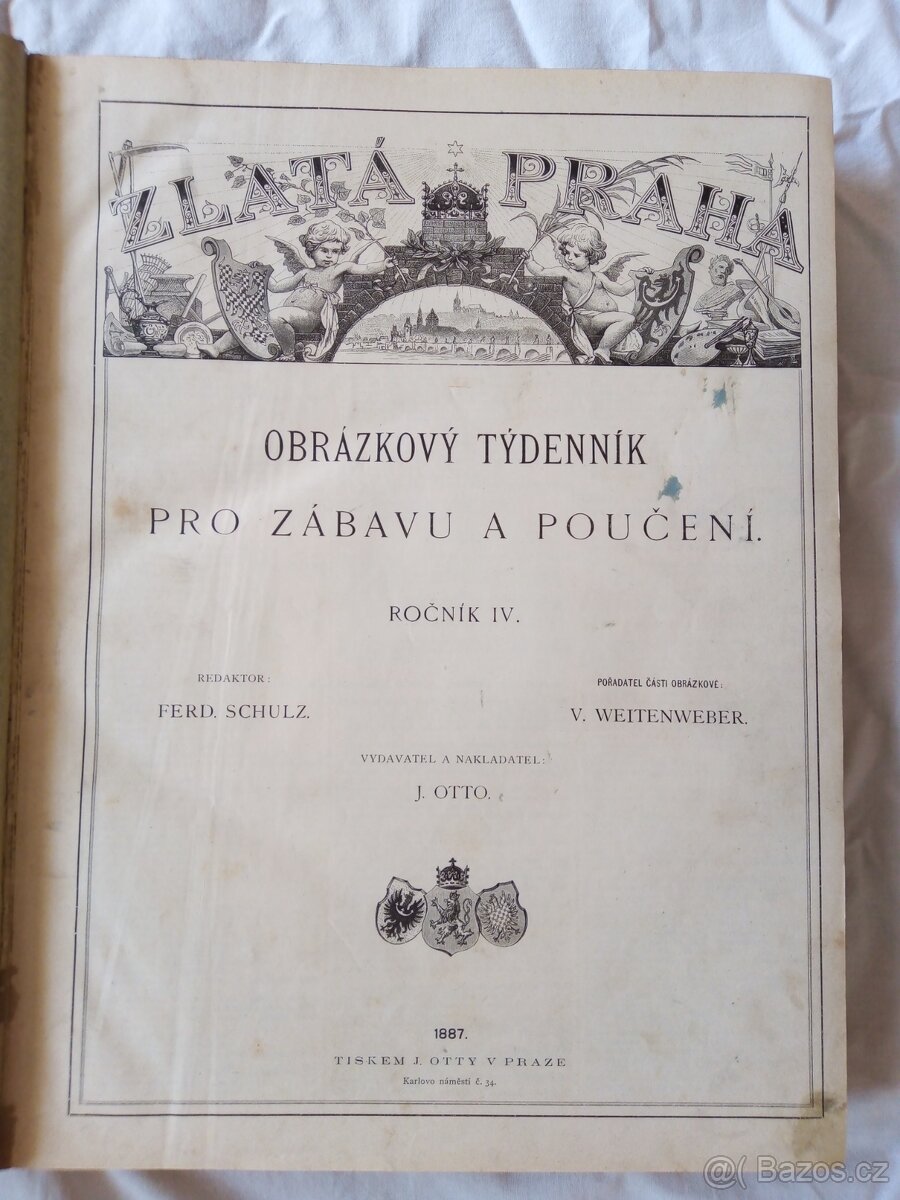 ZLATÁ PRAHA
OBRÁZKOVÝ TÝDENNÍK
PRO ZÁBAVU A POUČENÍ.
ROČNÍK IV.
REDAKTOR:
FERD. SCHULZ.
POŘADATEL ČÁSTI OBRÁZKOVÉ:
V. WEITENWEBER.
VYDAVATEL A NAKLADATEL:
J. OTTO.
1887.
TISKEM J. OTTY V PRAZE
Karlovo náměstí č. 34.
@( Bazos.cz